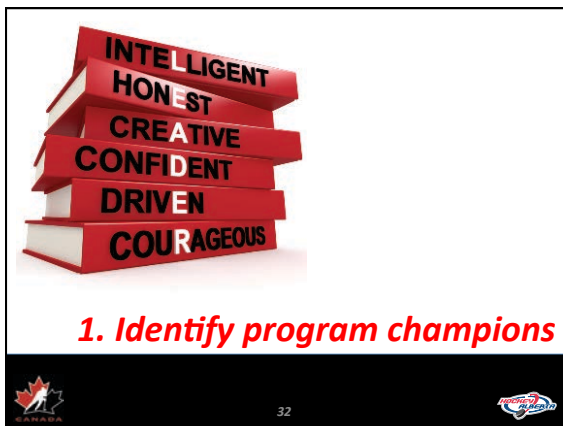 INTELLIGENT
HONEST
CREATIVE
CONFIDENT
DRIVEN
COURAGEOUS
1. Identify program champions
CANADA
32
HOCKEY
ALBERTA